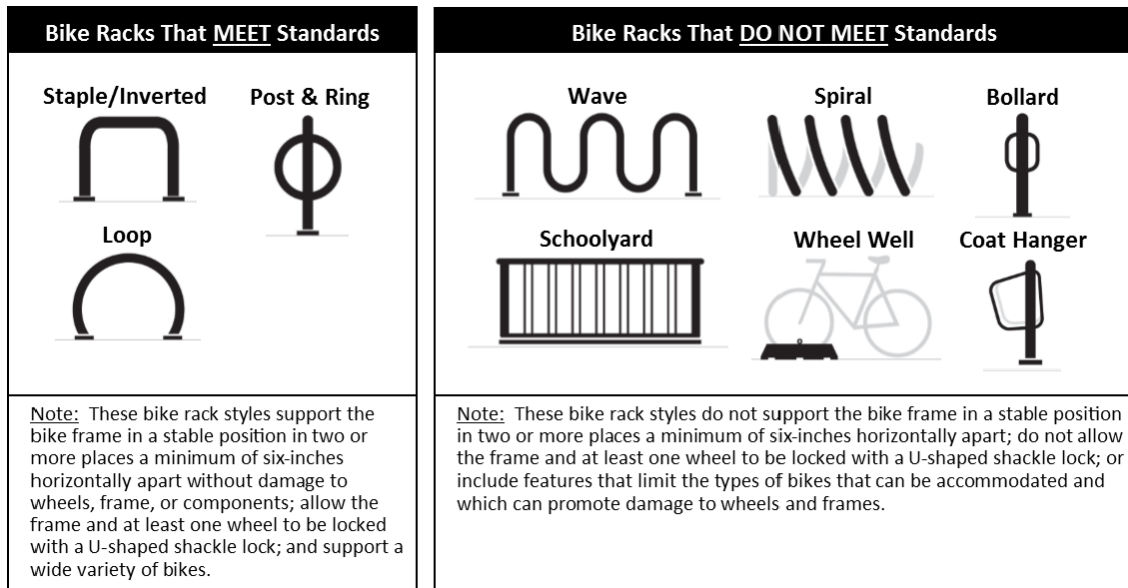 Bike Racks That MEET Standards
Staple/Inverted
Post & Ring
Loop
Note: These bike rack styles support the
bike frame in a stable position in two or
more places a minimum of six-inches
horizontally apart without damage to
wheels, frame, or components; allow the
frame and at least one wheel to be locked
with a U-shaped shackle lock; and support a
wide variety of bikes.
Bike Racks That DO NOT MEET Standards
Wave
Spiral
Bollard
Schoolyard
Wheel Well
Coat Hanger
Note: These bike rack styles do not support the bike frame in a stable position
in two or more places a minimum of six-inches horizontally apart; do not allow
the frame and at least one wheel to be locked with a U-shaped shackle lock; or
include features that limit the types of bikes that can be accommodated and
which can promote damage to wheels and frames.